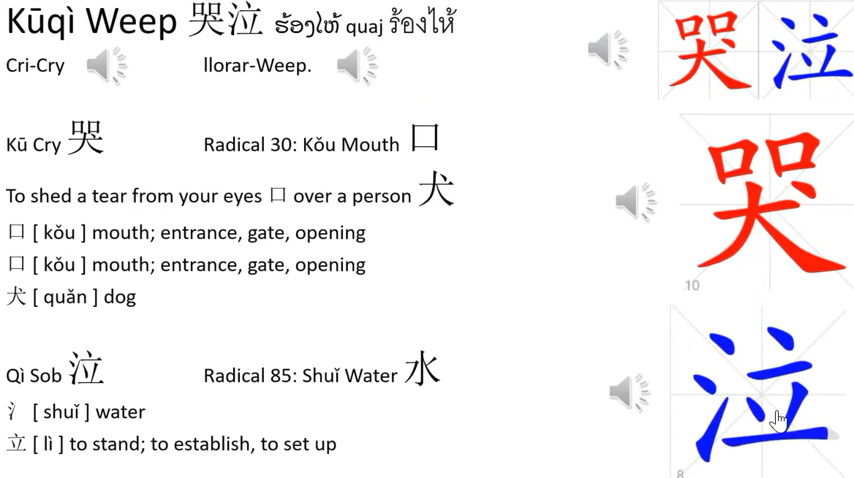 Kūqì Weep 哭泣 ຮ້ອງໄຫ້ quaj ร้องไห้
Cri-Cry llorar-Weep.
哭泣
Kū Cry 哭 Radical 30: Kǒu Mouth 口
哭
To shed a tear from your eyes 口 over a person 犬
口 [ kǒu ] mouth; entrance, gate, opening
口 [ kǒu ] mouth; entrance, gate, opening
犬 [ quǎn ] dog
10
Qì Sob 泣 Radical 85: Shuǐ Water 水
泣
氵 [ shuǐ ] water
立 [ lì ] to stand; to establish, to set up
8